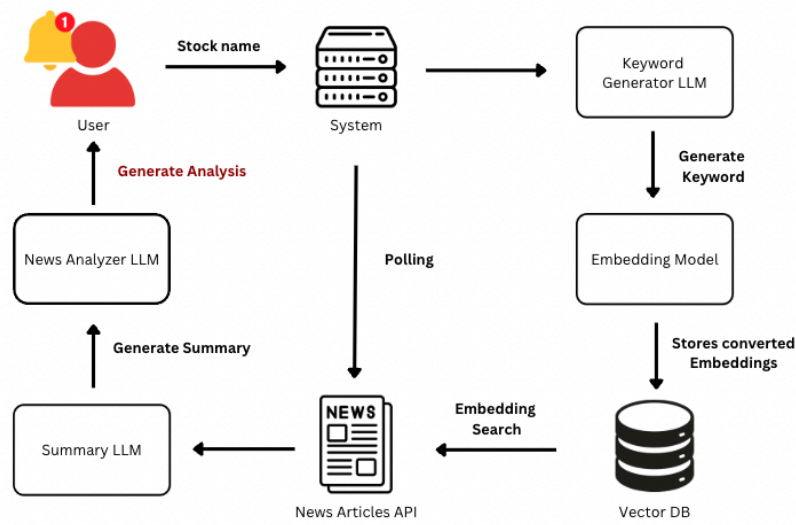 1
Stock name
User
System
Keyword
Generator LLM
Generate Analysis
Generate
Keyword
News Analyzer LLM
Polling
Embedding Model
Generate Summary
Stores converted
Embeddings
NEWS
Embedding
Search
Summary LLM
News Articles API
Vector DB